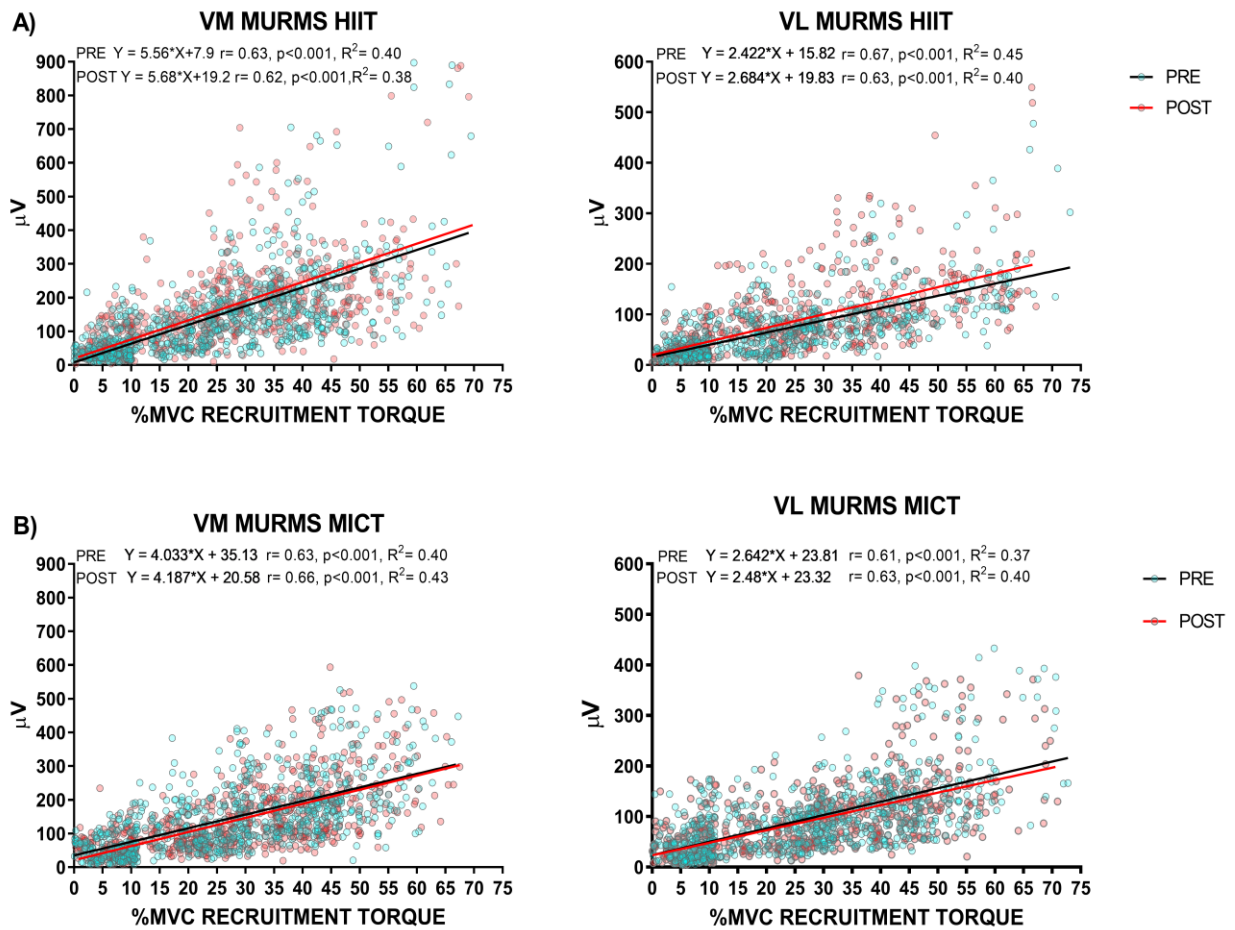 A)
VM MURMS HIIT
PRE Y = 5.56*X+7.9 r= 0.63, p<0.001, R²= 0.40
POST Y = 5.68*X+19.2 r= 0.62, p<0.001,R²= 0.38
900
800
700
600
500
400
300
200
100
0
μV
0 5 10 15 20 25 30 35 40 45 50 55 60 65 70 75
%MVC RECRUITMENT TORQUE
VL MURMS HIIT
PRE Y = 2.422*X + 15.82 r= 0.67, p<0.001, R²= 0.45
POST Y = 2.684*X + 19.83 r= 0.63, p<0.001, R²= 0.40
600
500
400
300
200
100
0
μV
0 5 10 15 20 25 30 35 40 45 50 55 60 65 70 75
%MVC RECRUITMENT TORQUE
PRE
POST
B)
VM MURMS MICT
PRE Y = 4.033*X + 35.13 r= 0.63, p<0.001, R²= 0.40
POST Y = 4.187*X + 20.58 r= 0.66, p<0.001, R²= 0.43
900
800
700
600
500
400
300
200
100
0
μV
0 5 10 15 20 25 30 35 40 45 50 55 60 65 70 75
%MVC RECRUITMENT TORQUE
VL MURMS MICT
PRE Y = 2.642*X + 23.81 r= 0.61, p<0.001, R²= 0.37
POST Y = 2.48*X + 23.32 r= 0.63, p<0.001, R²= 0.40
600
500
400
300
200
100
0
μV
0 5 10 15 20 25 30 35 40 45 50 55 60 65 70 75
%MVC RECRUITMENT TORQUE
PRE
POST